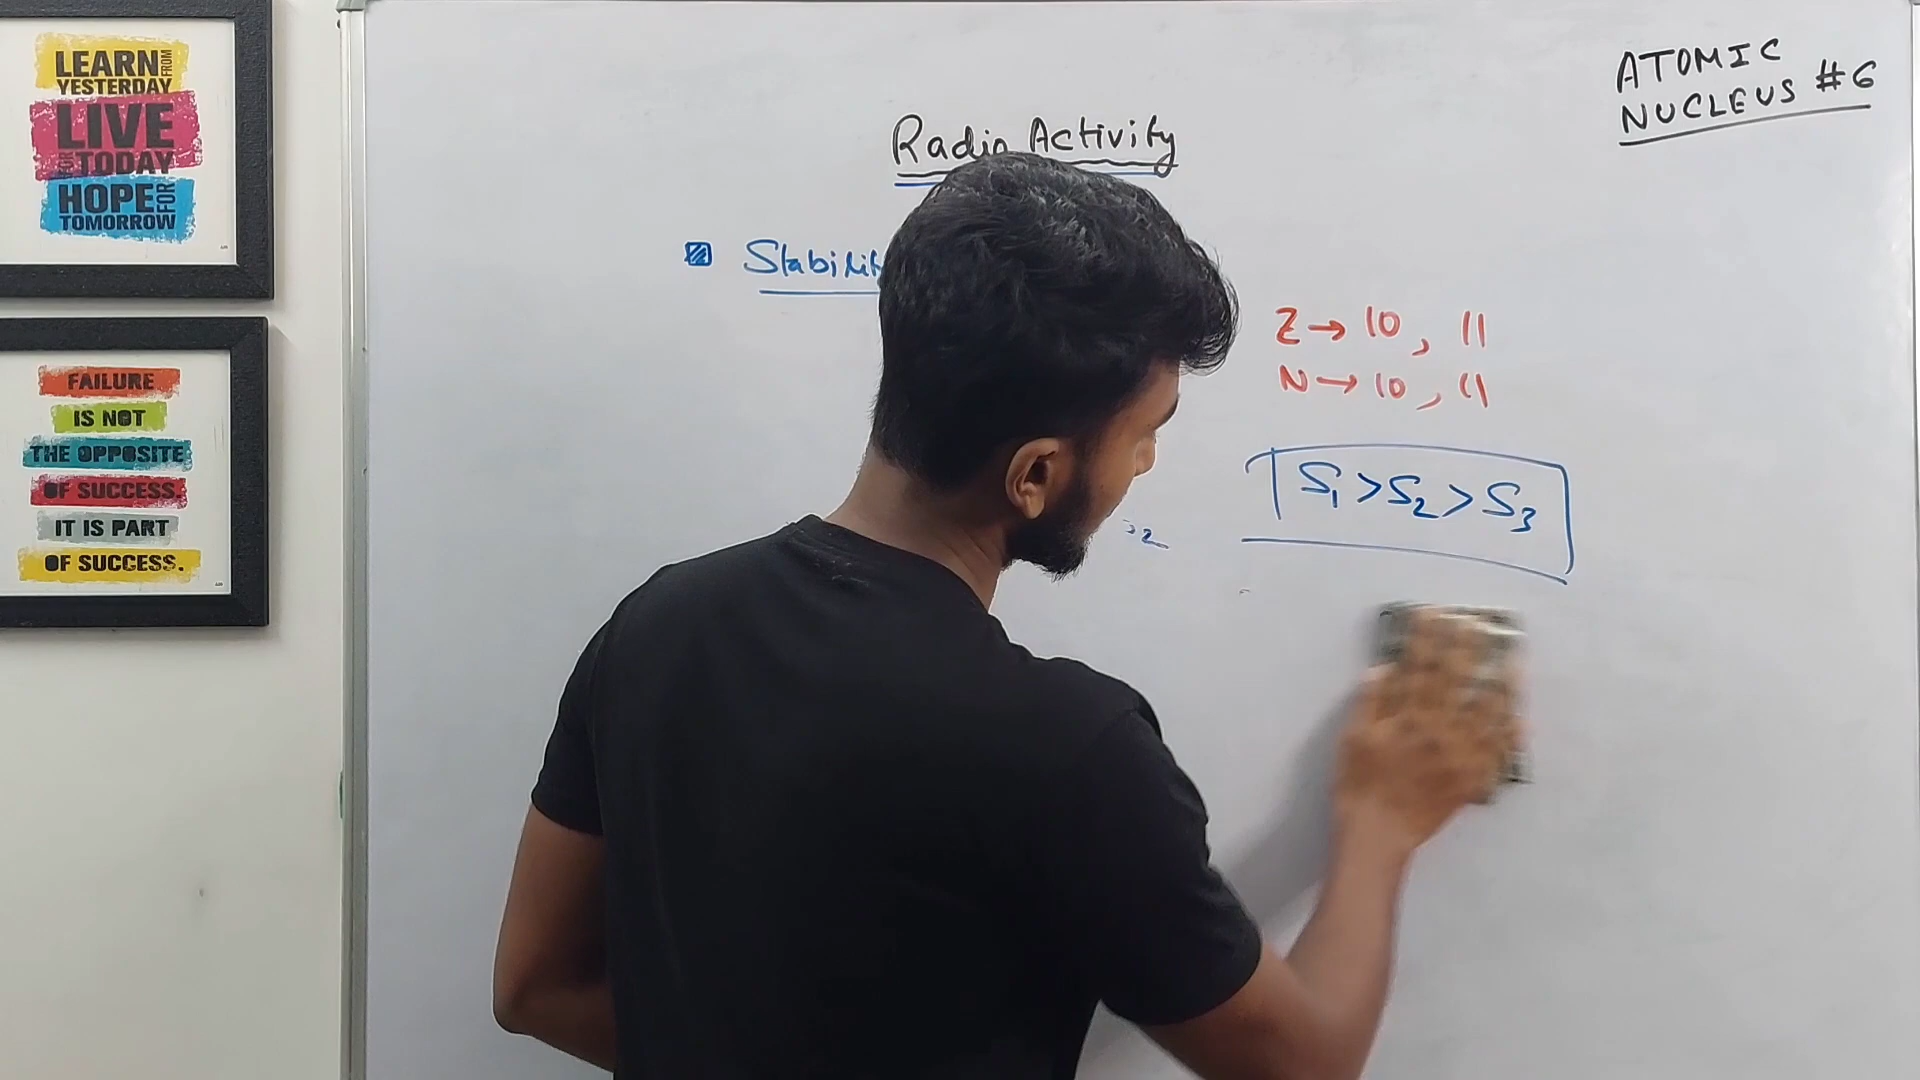 LEARN FROM
YESTERDAY
LIVE
FOR TODAY
HOPE FOR
TOMORROW
FAILURE
IS NOT
THE OPPOSITE
OF SUCCESS.
IT IS PART
OF SUCCESS.
ATOMIC
NUCLEUS #6
Radio Activity
Z → 10, 11
N → 10, 11
S₁ > S₂ > S₃